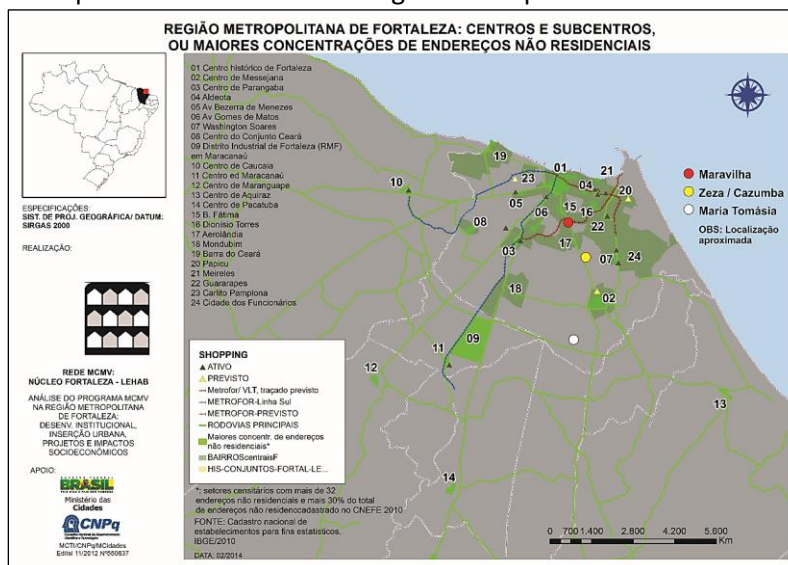 REGIÃO METROPOLITANA DE FORTALEZA: CENTROS E SUBCENTROS,
OU MAIORES CONCENTRAÇÕES DE ENDEREÇOS NÃO RESIDENCIAIS
01 Centro histórico de Fortaleza
02 Centro de Messejana
03 Centro de Parangaba
04 Aldeota
05 Av Bezerra de Menezes
06 Av Gomes de Matos
07 Washington Soares
08 Centro do Conjunto Ceará
09 Distrito Industrial de Fortaleza (RMF)
em Maracanaú
10 Centro de Caucaia
11 Centro ed Maracanaú
12 Centro de Maranguape
13 Centro de Aquiraz
14 Centro de Pacatuba
15 B. Fátima
16 Dionisio Torres
17 Aerolândia
18 Mondubim
19 Barra do Ceará
20 Papicu
21 Meireles
22 Guararapes
23 Carlito Pamplona
24 Cidade dos Funcionários
ESPECIFICAÇÕES:
SIST. DE PROJ. GEOGRÁFICA/ DATUM:
SIRGAS 2000
REALIZAÇÃO:
REDE MCMV:
NÚCLEO FORTALEZA - LEHAB
ANÁLISE DO PROGRAMA MCMV
NA REGIÃO METROPOLITANA
DE FORTALEZA:
DESENV. INSTITUCIONAL,
INSERÇÃO URBANA,
PROJETOS E IMPACTOS
SOCIOECONÔMICOS
APOIO:
BRASIL
Ministério das
Cidades
CNPq
MCTI/CNPq/MCidades
19
01
21
23
04
20
10
05
15
16
06
22
08
17
03
07
24
18
02
09
11
12
13
14
Maravilha
Zeza / Cazumba
Maria Tomásia
OBS: Localização
aproximada
SHOPPING
ATIVO
PREVISTO
Metrofor/ VLT, traçado previsto
METROFOR-Linha Sul
METROFOR-PREVISTO
RODOVIAS PRINCIPAIS
Maiores concentr. de endereços
não residenciais*
BAIRROScentraisF
HIS-CONJUNTOS-FORTAL-LE...
*: setores censitários com mais de 32
endereços não residenciais e mais 30% do total
de endereços não residenccadastrado no CNEFE 2010
FONTE: Cadastro nacional de
estabelecimentos para fins estatísticos.
IBGE/2010
DATA: 02/2014
0 700 1.400 2.800 4.200 5.600
Km